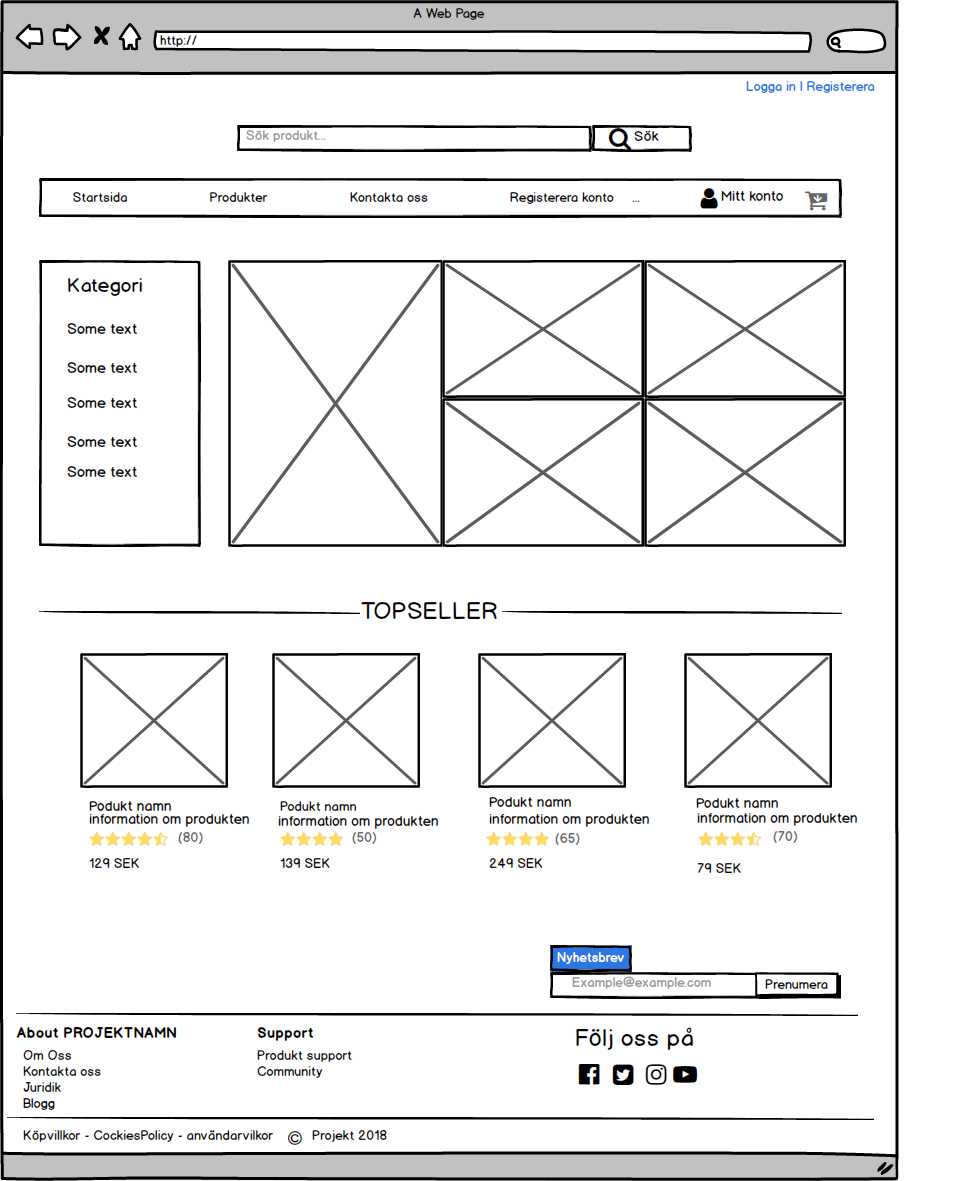 A Web Page
http://
Logga in | Registerera
Sök produkt...
Sök
Startsida
Produkter
Kontakta oss
Registerera konto
...
Mitt konto
Kategori
Some text
Some text
Some text
Some text
Some text
TOPSELLER
Podukt namn
information om produkten
(80)
129 SEK
Podukt namn
information om produkten
(50)
139 SEK
Podukt namn
information om produkten
(65)
249 SEK
Podukt namn
information om produkten
(70)
79 SEK
Nyhetsbrev
Example@example.com
Prenumera
About PROJEKTNAMN
Om Oss
Kontakta oss
Juridik
Blogg
Support
Produkt support
Community
Följ oss på
Köpvillkor - CockiesPolicy - användarvilkor © Projekt 2018